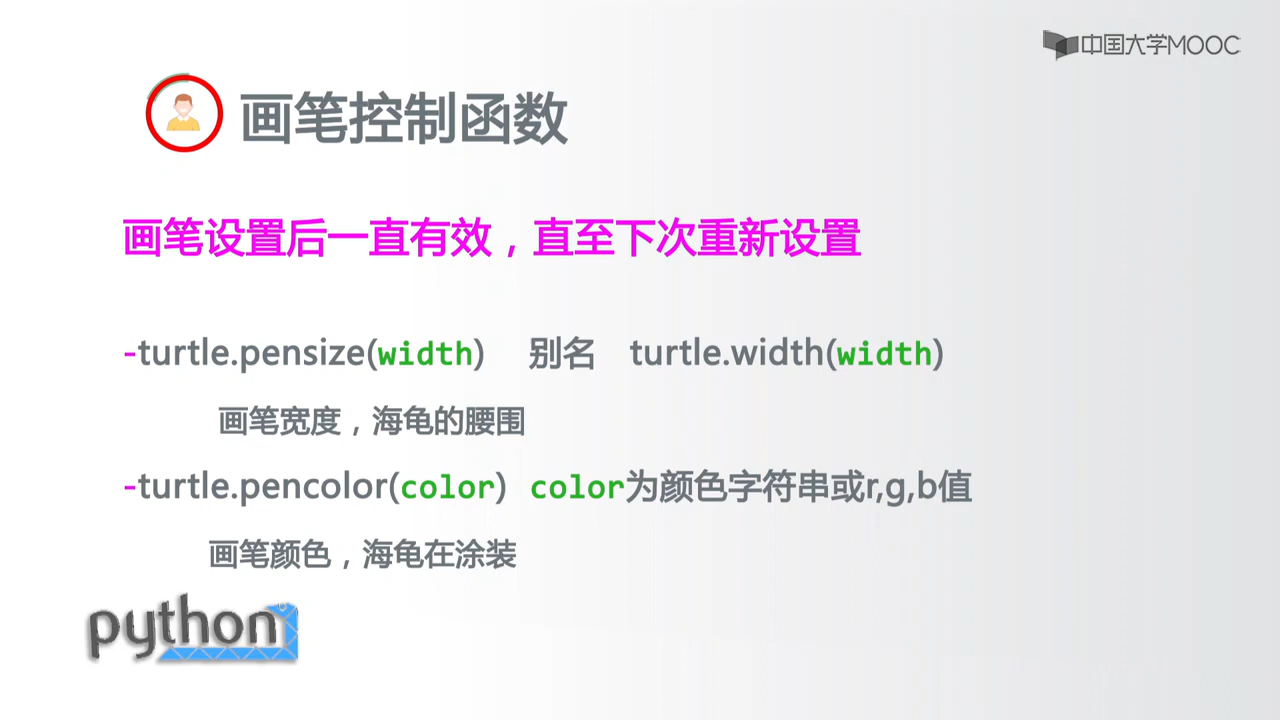 中国大学MOOC
画笔控制函数
画笔设置后一直有效，直至下次重新设置
-turtle.pensize(width) 别名 turtle.width(width)
画笔宽度，海龟的腰围
-turtle.pencolor(color) color为颜色字符串或r,g,b值
画笔颜色，海龟在涂装
python